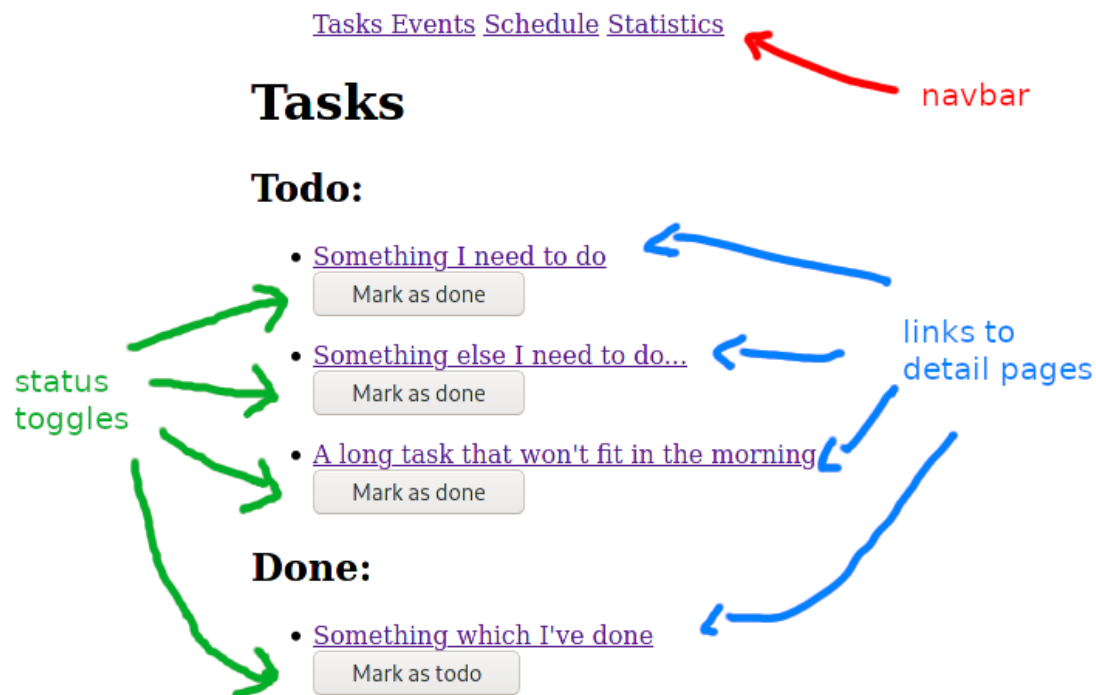 Tasks Events Schedule Statistics
navbar
Tasks
Todo:
Something I need to do
Mark as done
links to
detail pages
Something else I need to do...
Mark as done
status
toggles
A long task that won't fit in the morning
Mark as done
Done:
Something which I've done
Mark as todo